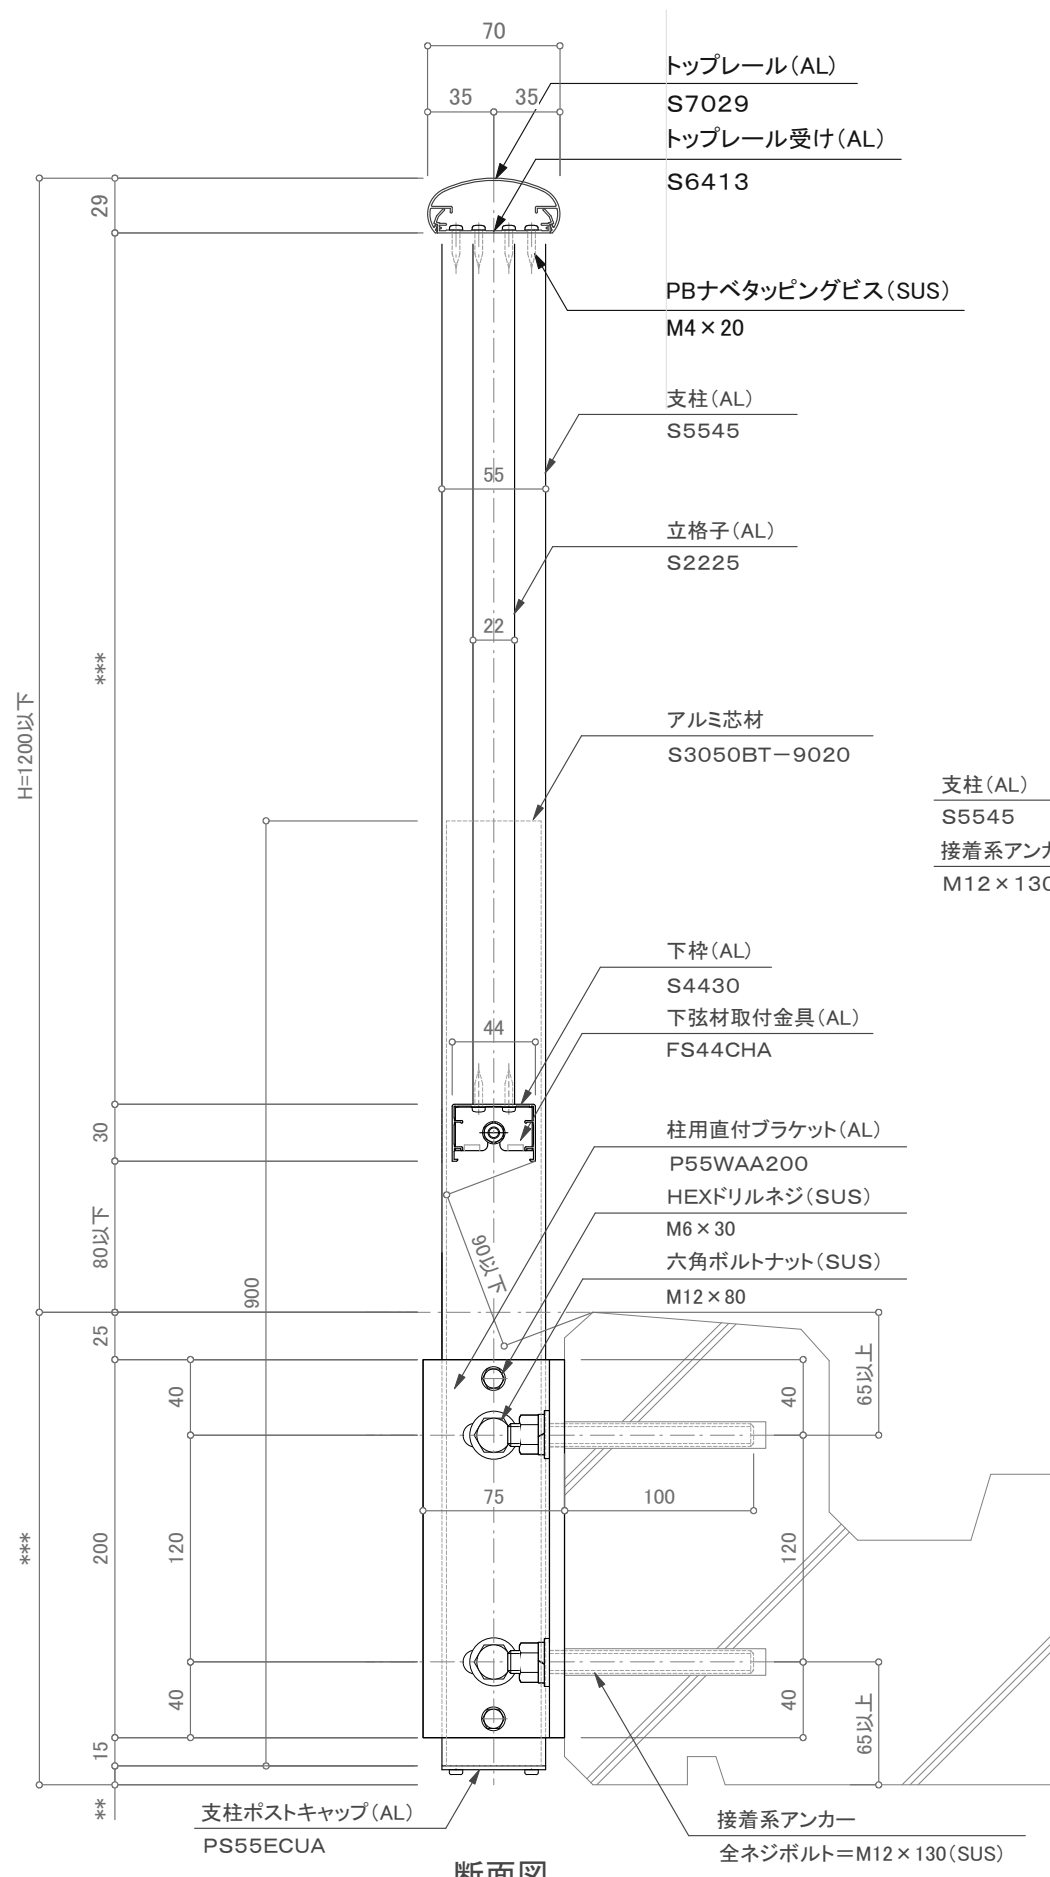 70
35
35
トップレール(AL)
S7029
トップレール受け(AL)
S6413
29
PBナベタッピングビス(SUS)
M4×20
支柱(AL)
S5545
55
立格子(AL)
S2225
22
***
H=1200以下
アルミ芯材
S3050BT-9020
支柱(AL)
S5545
接着系アンカ
M12×130
下枠(AL)
S4430
下弦材取付金具(AL)
FS44CHA
44
30
柱用直付ブラケット(AL)
P55WAA200
HEXドリルネジ(SUS)
M6×30
六角ボルトナット(SUS)
M12×80
80以下
90以下
900
25
40
40
65以上
75
100
***
200
120
120
40
40
65以上
15
**
支柱ポストキャップ(AL)
PS55ECUA
接着系アンカー
全ネジボルト=M12×130(SUS)
断面図